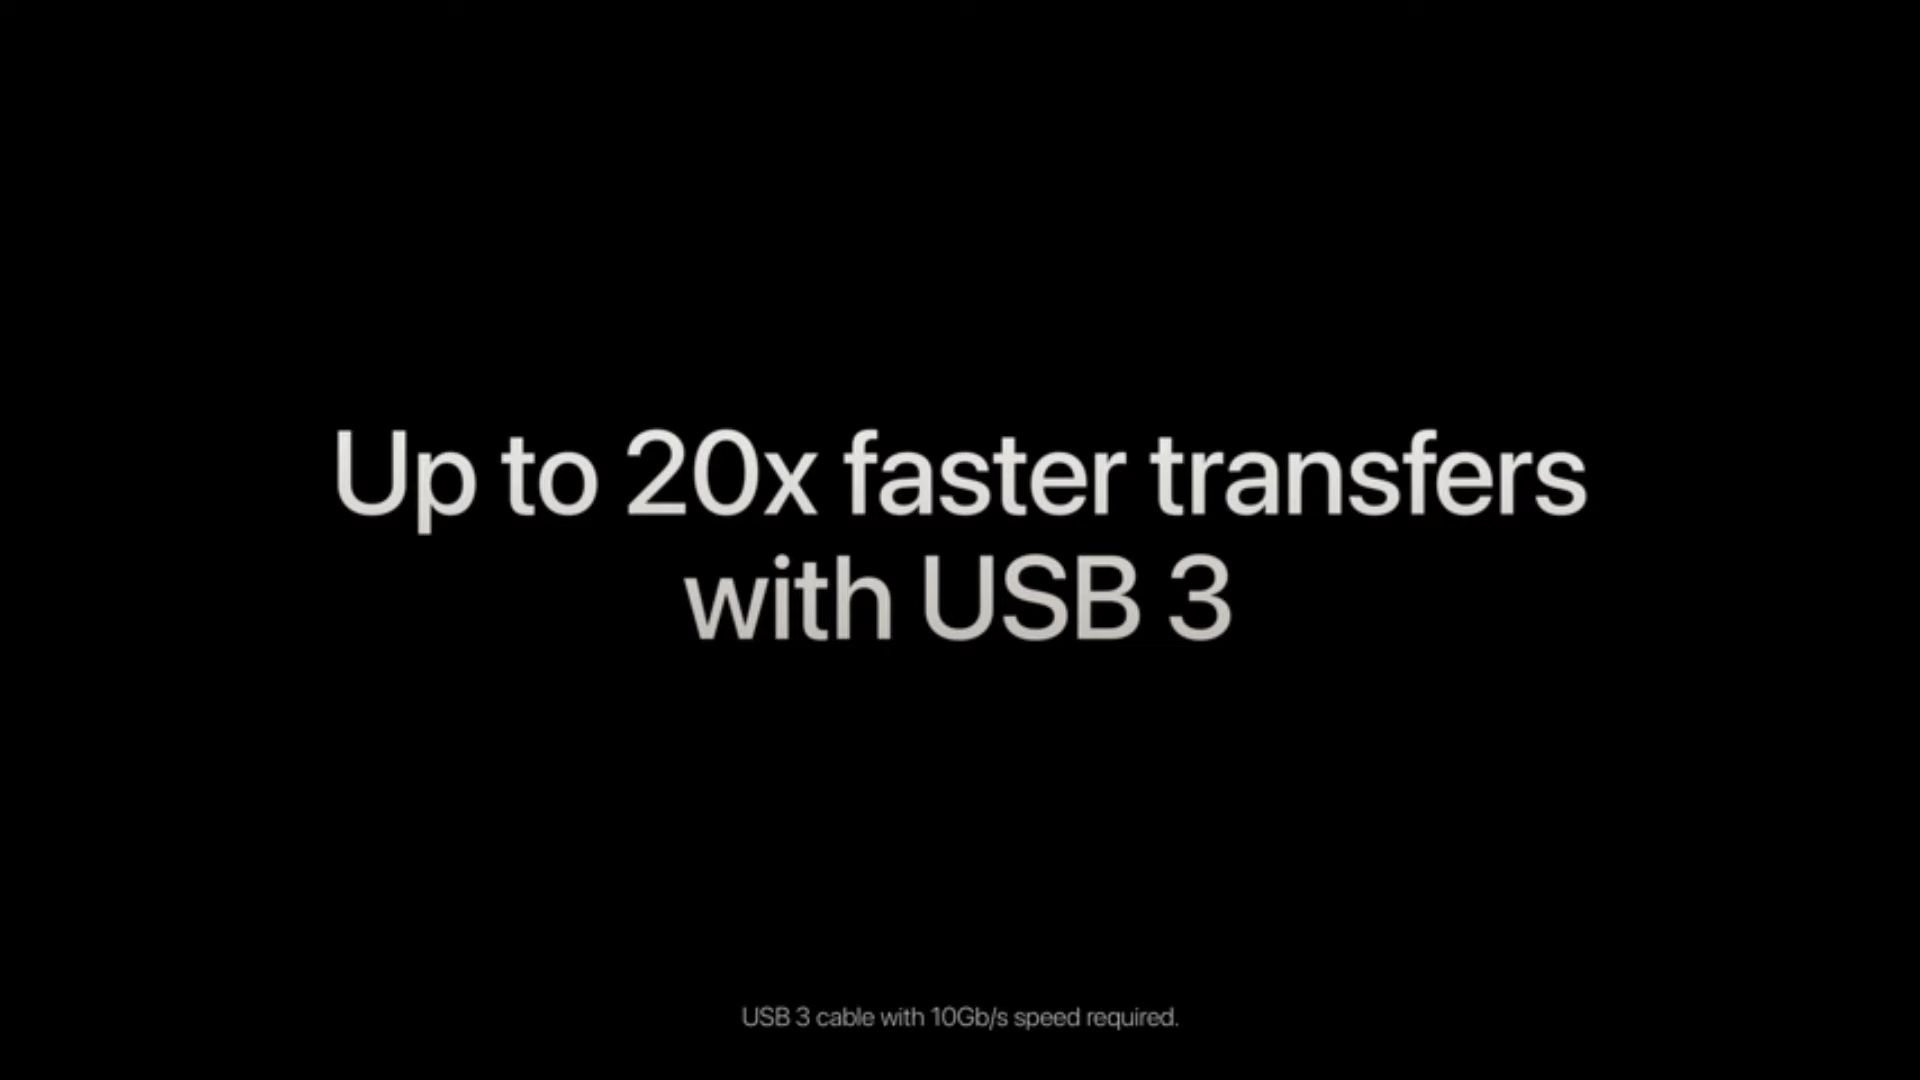 Up to 20x faster transfers
with USB 3
USB 3 cable with 10Gb/s speed required.